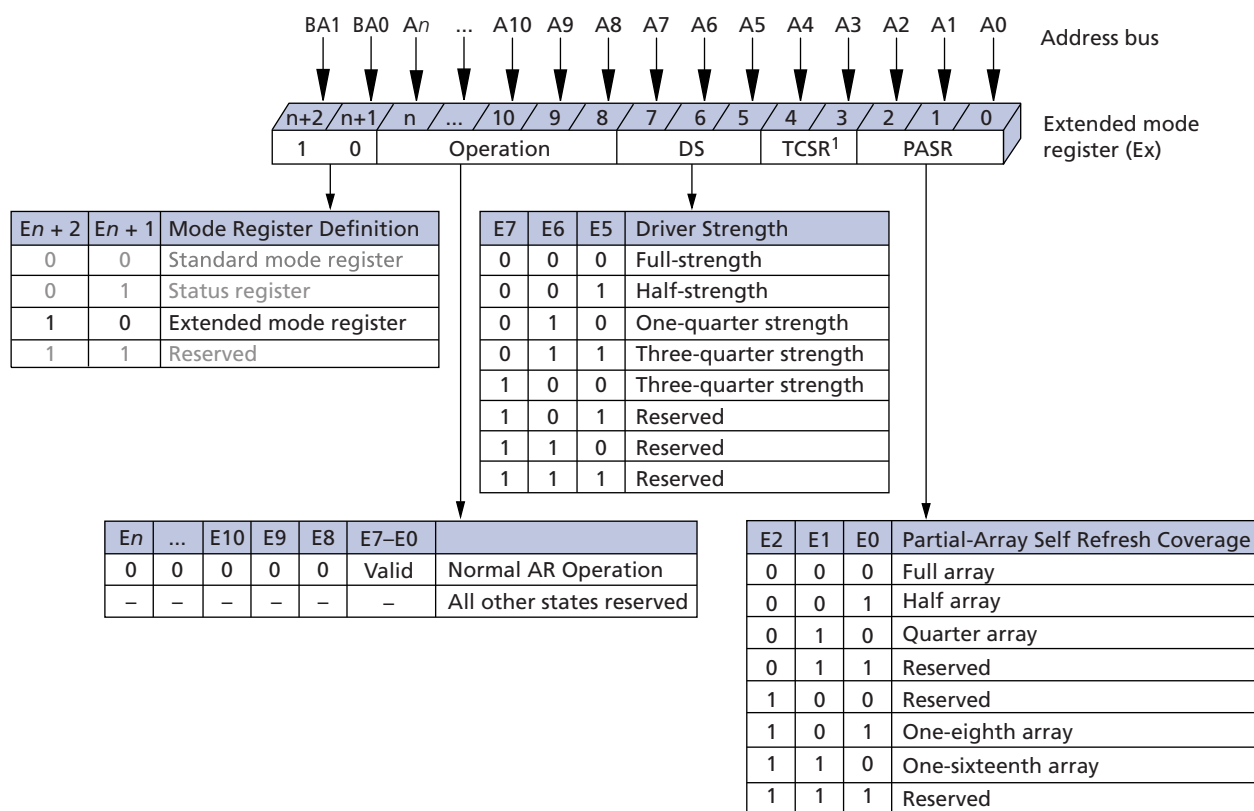 BA1 BA0 An ... A10 A9 A8 A7 A6 A5 A4 A3 A2 A1 A0 Address bus
n+2 n+1 n ... 10 9 8 7 6 5 4 3 2 1 0 Extended mode
register (Ex)
1 0 Operation DS TCSR1 PASR
En + 2 En + 1 Mode Register Definition
0 0 Standard mode register
0 1 Status register
1 0 Extended mode register
1 1 Reserved
E7 E6 E5 Driver Strength
0 0 0 Full-strength
0 0 1 Half-strength
0 1 0 One-quarter strength
0 1 1 Three-quarter strength
1 0 0 Three-quarter strength
1 0 1 Reserved
1 1 0 Reserved
1 1 1 Reserved
En ... E10 E9 E8 E7–E0
0 0 0 0 0 Valid Normal AR Operation
– – – – – – All other states reserved
E2 E1 E0 Partial-Array Self Refresh Coverage
0 0 0 Full array
0 0 1 Half array
0 1 0 Quarter array
0 1 1 Reserved
1 0 0 Reserved
1 0 1 One-eighth array
1 1 0 One-sixteenth array
1 1 1 Reserved